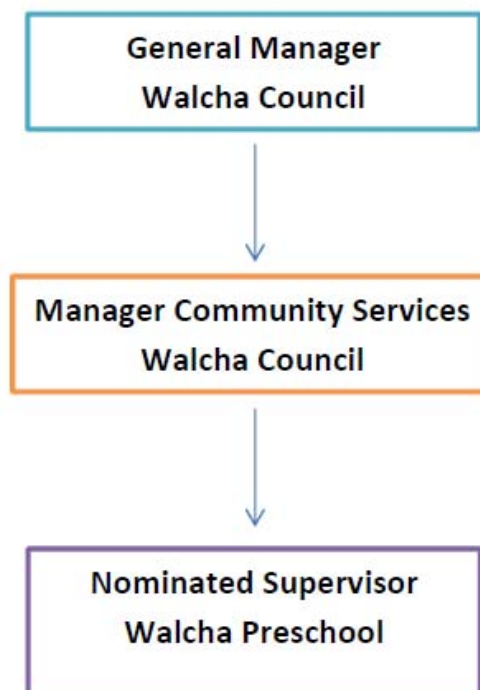 General Manager
Walcha Council
Manager Community Services
Walcha Council
Nominated Supervisor
Walcha Preschool